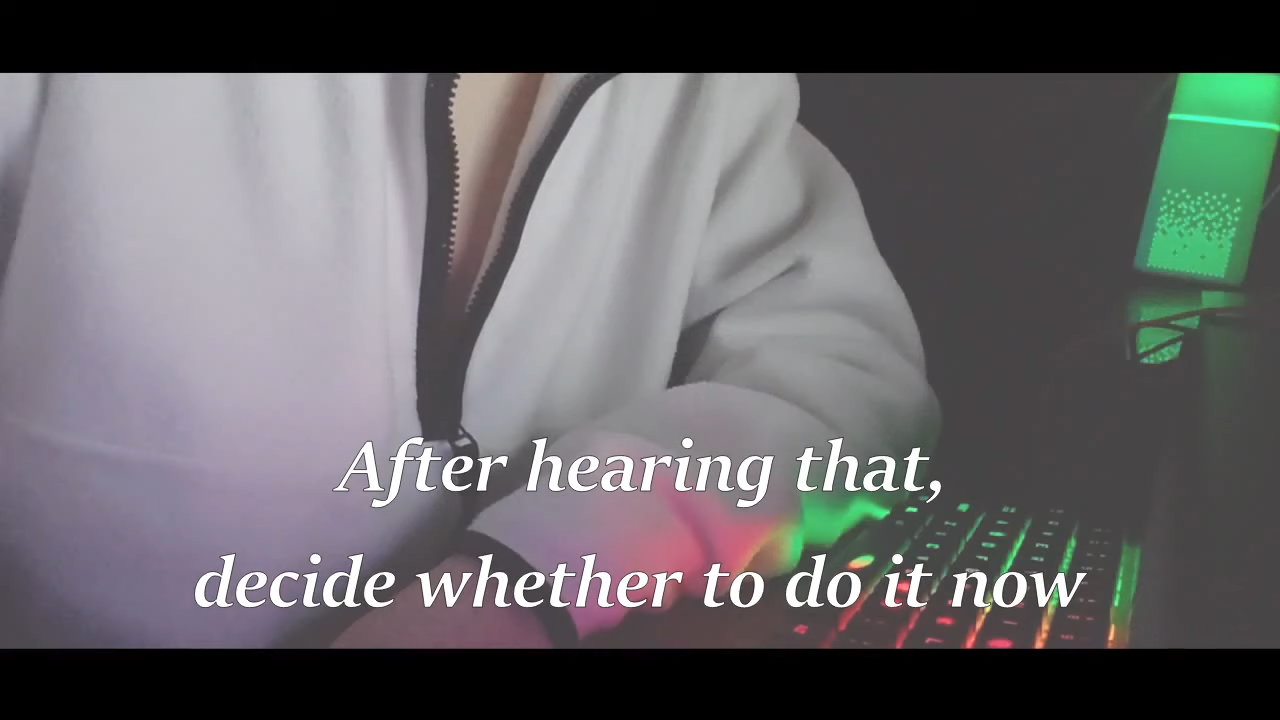 After hearing that,
decide whether to do it now